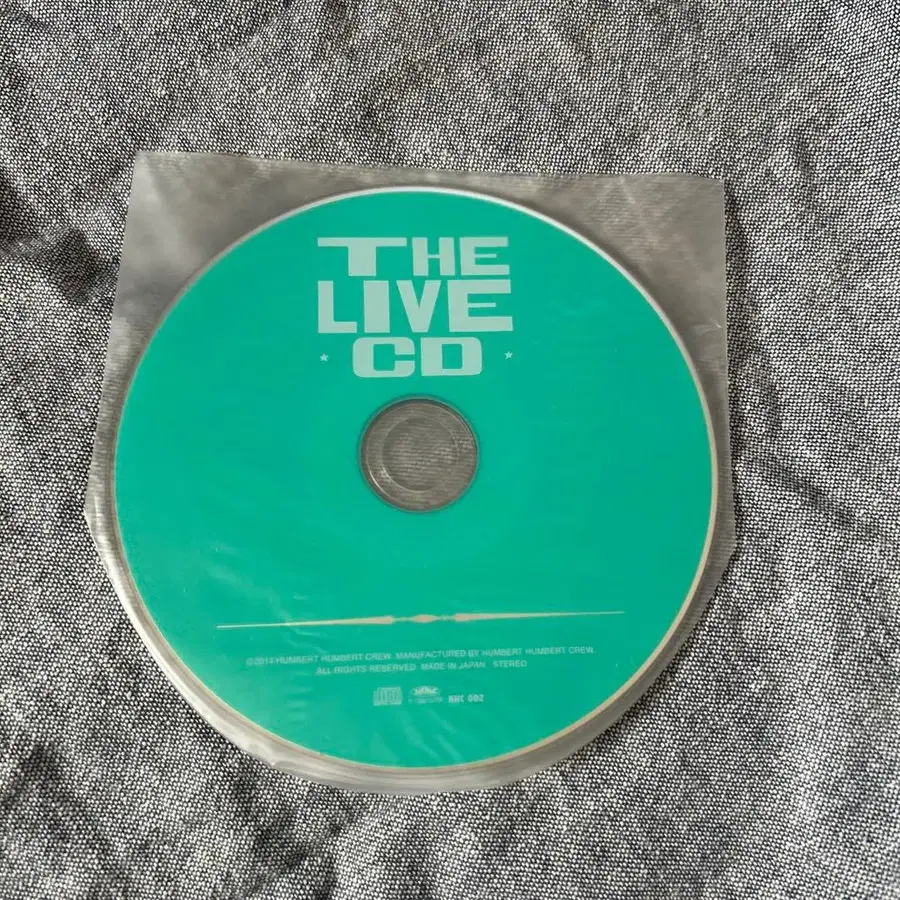 THE
LIVE
CD
©2014 HUMBERT HUMBERT CREW. MANUFACTURED BY HUMBERT HUMBERT CREW.
ALL RIGHTS RESERVED MADE IN JAPAN STEREO
HHC 002